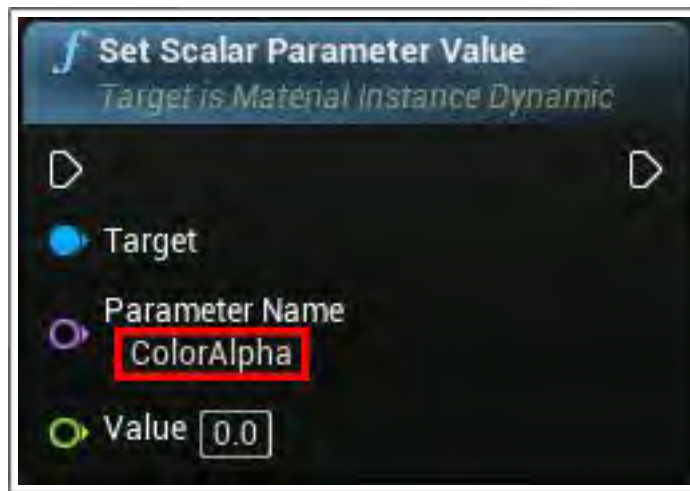 f Set Scalar Parameter Value
Target is Material Instance Dynamic
Target
Parameter Name
ColorAlpha
Value 0.0